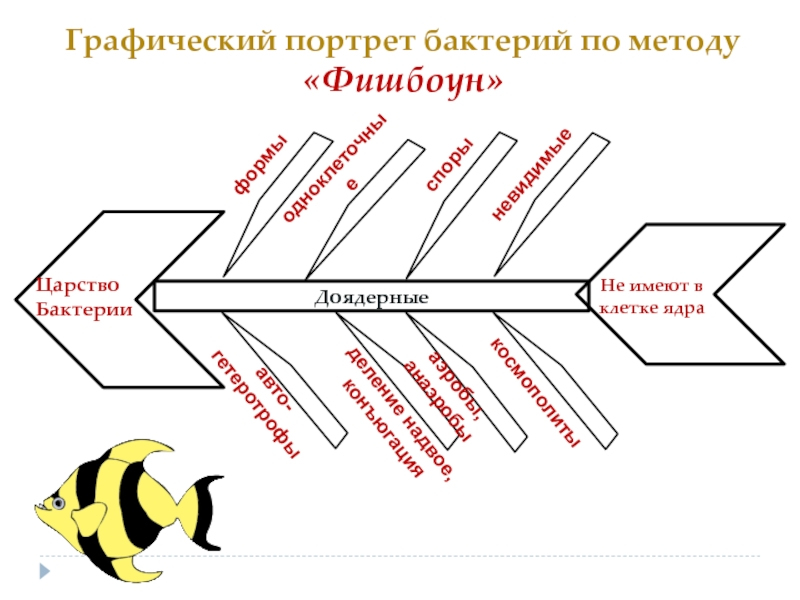 Графический портрет бактерий по методу
«Фишбоун»
формы
одноклеточны
е
споры
невидимые
Царство
Бактерии
Доядерные
Не имеют в
клетке ядра
авто-
гетеротрофы
деление надвое,
конъюгация
аэробы,
анаэробы
космополиты